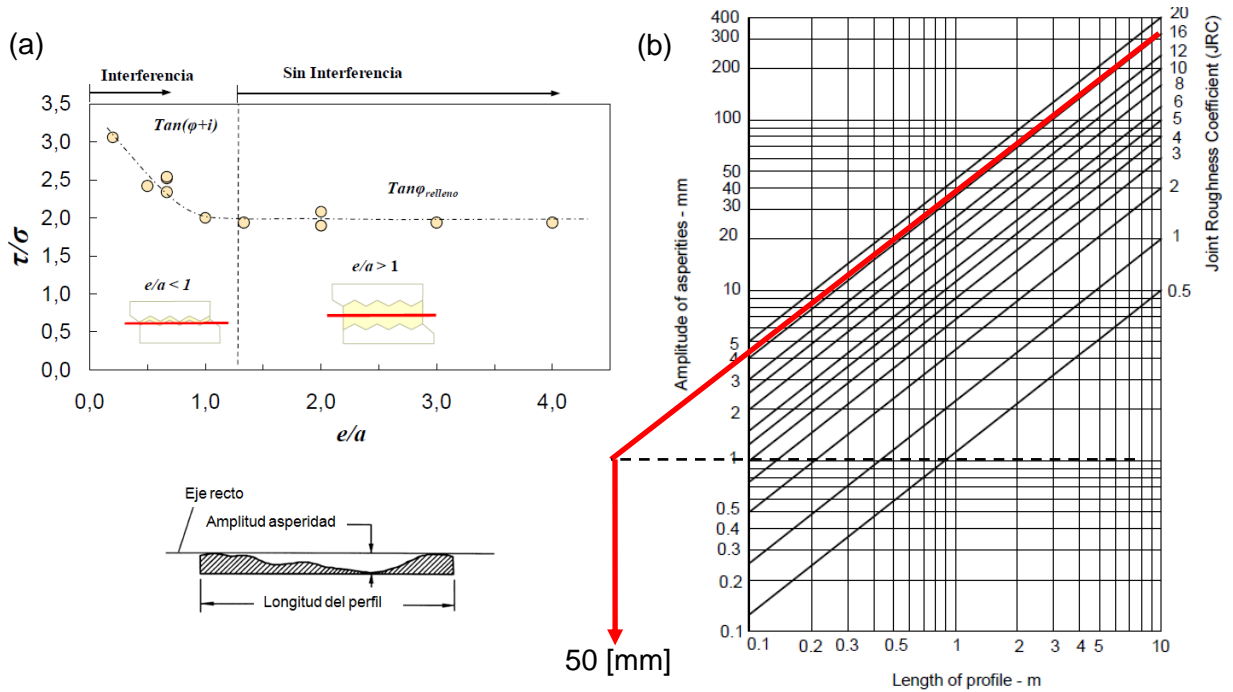 (a)
Interferencia
Sin Interferencia
3,5
3,0
2,5
2,0
1,5
1,0
0,5
0,0
τ/σ
Tan(φ+i)
Tanφrelleno
e/a < 1
e/a > 1
0,0 1,0 2,0 3,0 4,0
e/a
Eje recto
Amplitud asperidad
Longitud del perfil
50 [mm]
(b)
Amplitude of asperities - mm
400
300
200
100
50
40
30
20
10
5
4
3
2
1
0.5
0.4
0.3
0.2
0.1
0.1 0.2 0.3 0.5 1 2 3 4 5 10
Length of profile - m
20
16
12
10
8
6
5
4
3
2
1
0.5
Joint Roughness Coefficient (JRC)